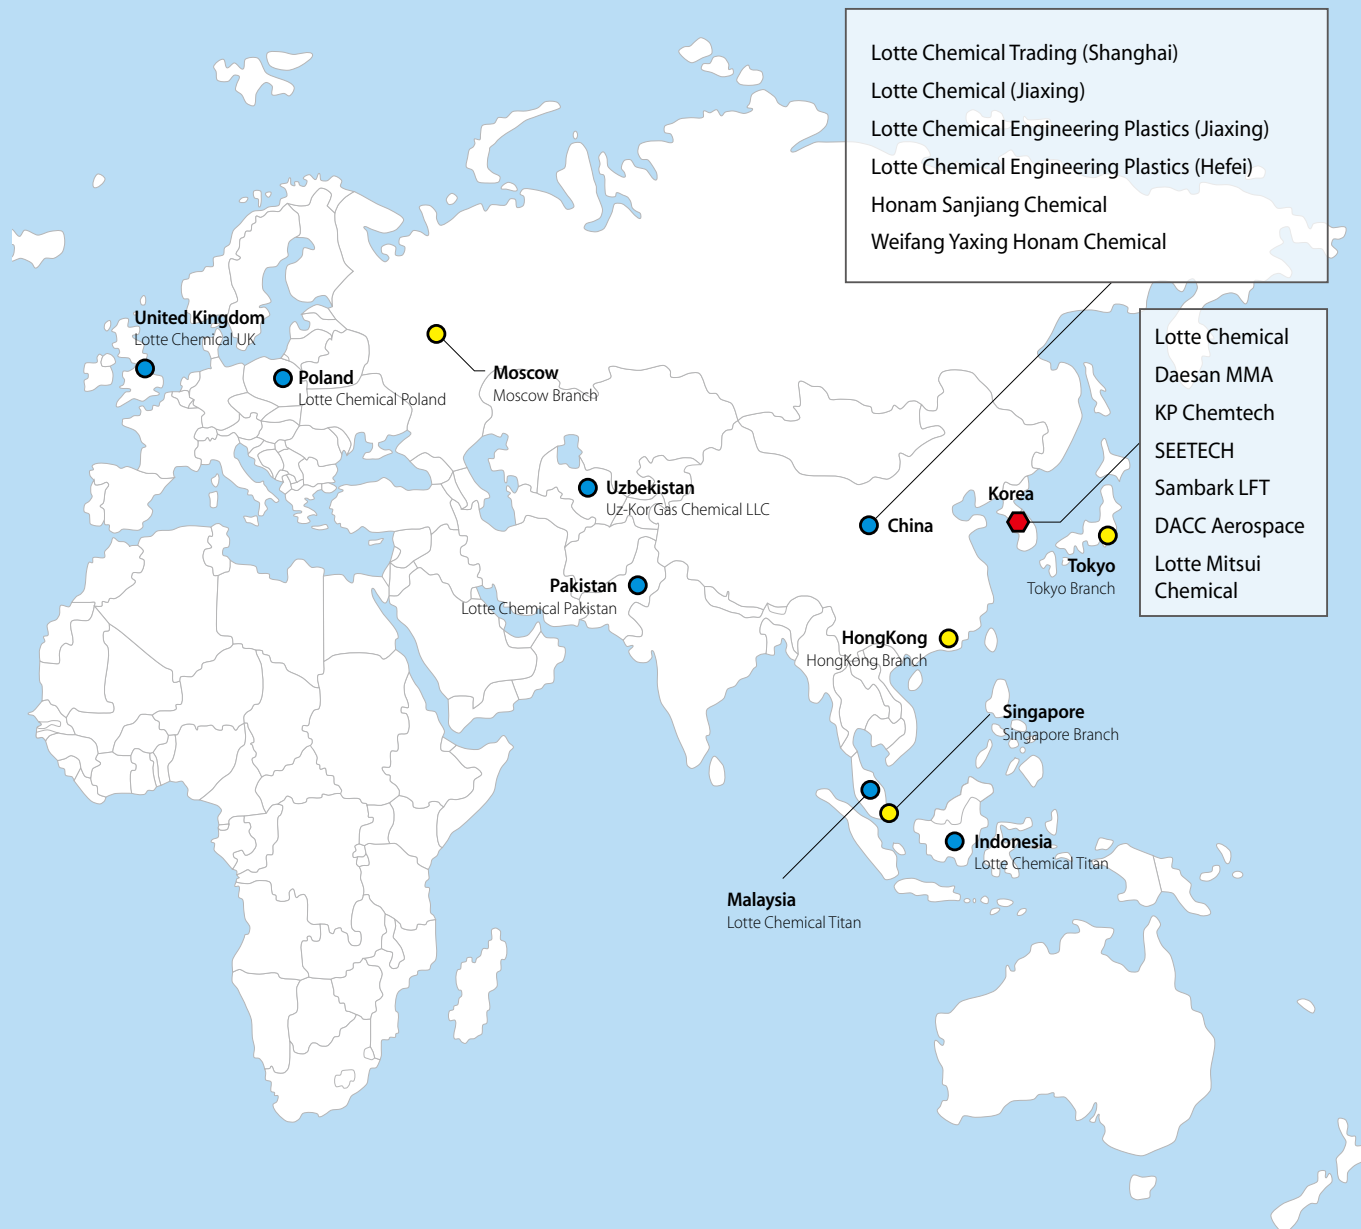 Lotte Chemical Trading (Shanghai)
Lotte Chemical (Jiaxing)
Lotte Chemical Engineering Plastics (Jiaxing)
Lotte Chemical Engineering Plastics (Hefei)
Honam Sanjiang Chemical
Weifang Yaxing Honam Chemical
United Kingdom
Lotte Chemical UK
Poland
Lotte Chemical Poland
Moscow
Moscow Branch
Lotte Chemical
Daesan MMA
KP Chemtech
SEETECH
Sambark LFT
DACC Aerospace
Lotte Mitsui
Chemical
Uzbekistan
Uz-Kor Gas Chemical LLC
China
Korea
Tokyo
Tokyo Branch
Pakistan
Lotte Chemical Pakistan
HongKong
HongKong Branch
Singapore
Singapore Branch
Indonesia
Lotte Chemical Titan
Malaysia
Lotte Chemical Titan